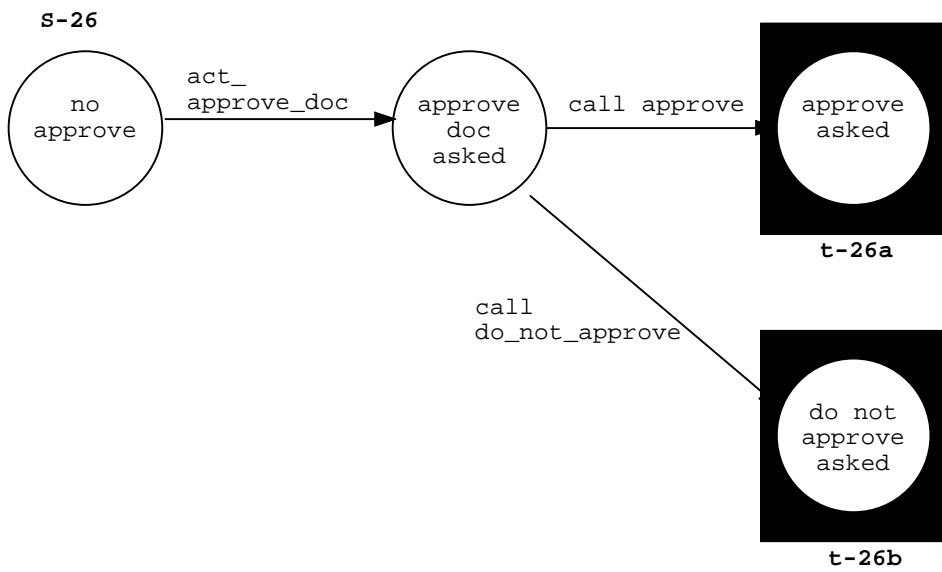 S-26
no
approve
act_
approve_doc
approve
doc
asked
call approve
approve
asked
t-26a
call
do_not_approve
do not
approve
asked
t-26b